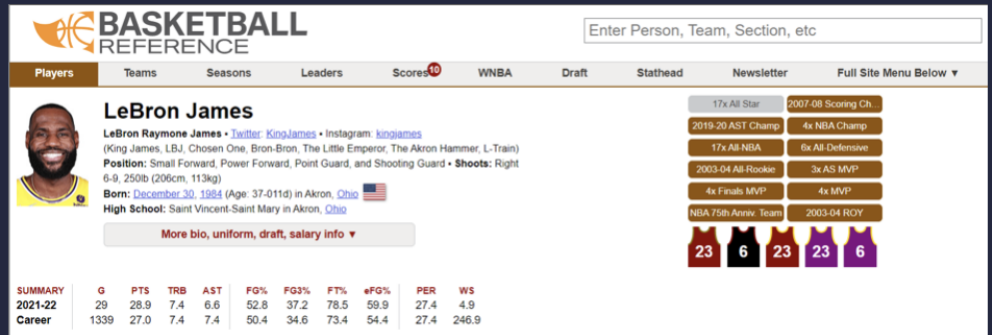 BASKETBALL
REFERENCE
Enter Person, Team, Section, etc
Players Teams Seasons Leaders Scores 10 WNBA Draft Stathead Newsletter Full Site Menu Below ▼
LeBron James
LeBron Raymone James • Twitter: KingJames • Instagram: kingjames
(King James, LBJ, Chosen One, Bron-Bron, The Little Emperor, The Akron Hammer, L-Train)
Position: Small Forward, Power Forward, Point Guard, and Shooting Guard • Shoots: Right
6-9, 250lb (206cm, 113kg)
Born: December 30, 1984 (Age: 37-011d) in Akron, Ohio
High School: Saint Vincent-Saint Mary in Akron, Ohio
More bio, uniform, draft, salary info ▼
17x All Star 2007-08 Scoring Ch...
2019-20 AST Champ 4x NBA Champ
17x All-NBA 6x All-Defensive
2003-04 All-Rookie 3x AS MVP
4x Finals MVP 4x MVP
NBA 75th Anniv. Team 2003-04 ROY
23 6 23 23 6
SUMMARY G PTS TRB AST FG% FG3% FT% eFG% PER WS
2021-22 29 28.9 7.4 6.6 52.8 37.2 78.5 59.9 27.4 4.9
Career 1339 27.0 7.4 7.4 50.4 34.6 73.4 54.4 27.4 246.9